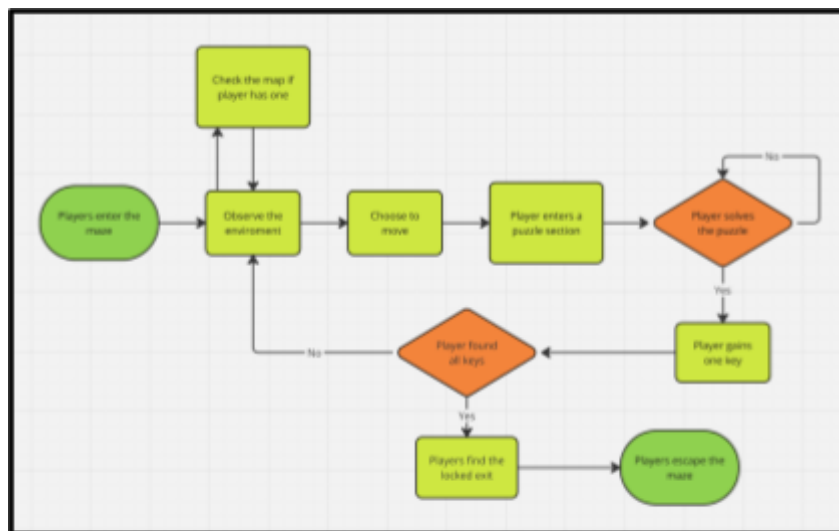 Check the map if
player has one
No
Players enter the
maze
Observe the
enviroment
Choose to
move
Player enters a
puzzle section
Player solves
the puzzle
Yes
Player found
all keys
Player gains
one key
No
Yes
Players find the
locked exit
Players escape the
maze